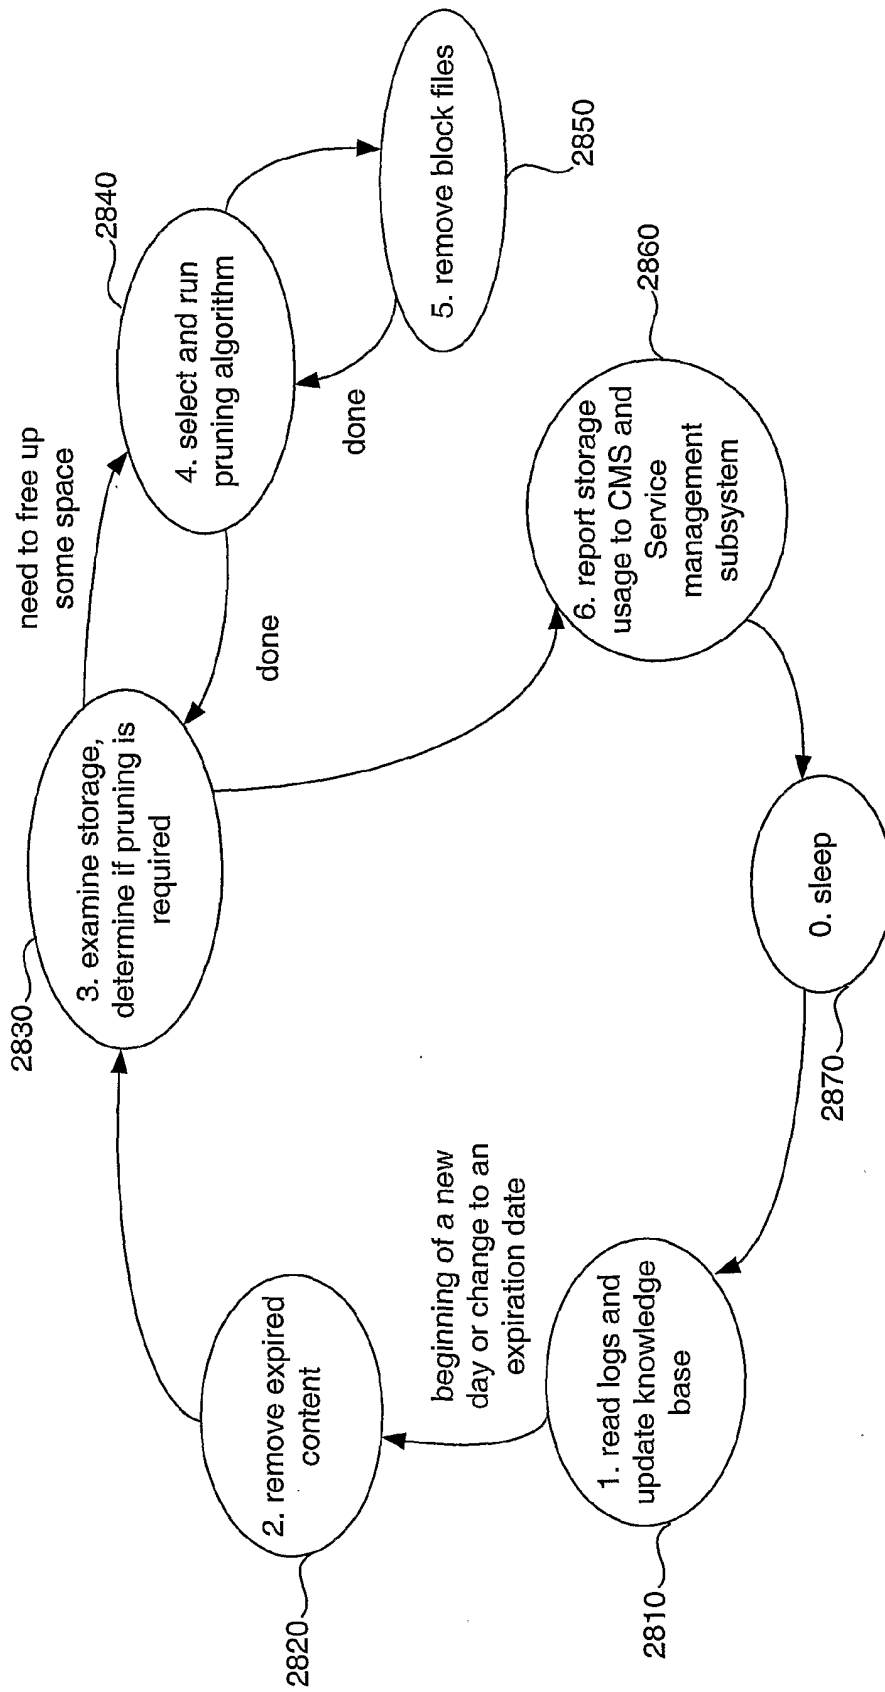 2830
3. examine storage,
determine if pruning is
required
need to free up
some space
2840
4. select and run
pruning algorithm
done
done
5. remove block files
2850
2820
2. remove expired
content
beginning of a new
day or change to an
expiration date
2810
1. read logs and
update knowledge
base
6. report storage
usage to CMS and
Service
management
subsystem
2860
0. sleep
2870